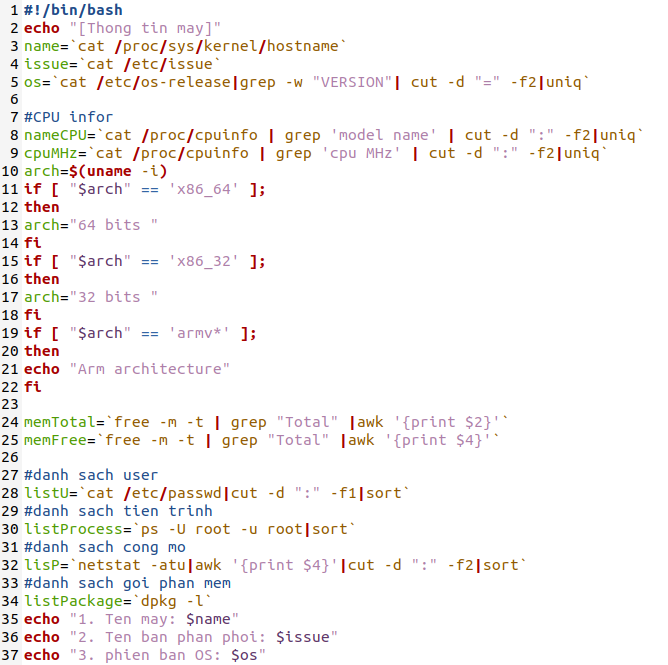 1 #!/bin/bash
2 echo "[Thong tin may]"
3 name=`cat /proc/sys/kernel/hostname`
4 issue=`cat /etc/issue`
5 os=`cat /etc/os-release|grep -w "VERSION"| cut -d "=" -f2|uniq`
6
7 #CPU infor
8 nameCPU=`cat /proc/cpuinfo | grep 'model name' | cut -d ":" -f2|uniq`
9 cpuMHz=`cat /proc/cpuinfo | grep 'cpu MHz' | cut -d ":" -f2|uniq`
10 arch=$(uname -i)
11 if [ "$arch" == 'x86_64' ];
12 then
13 arch="64 bits "
14 fi
15 if [ "$arch" == 'x86_32' ];
16 then
17 arch="32 bits "
18 fi
19 if [ "$arch" == 'armv*' ];
20 then
21 echo "Arm architecture"
22 fi
23
24 memTotal=`free -m -t | grep "Total" |awk '{print $2}'`
25 memFree=`free -m -t | grep "Total" |awk '{print $4}'`
26
27 #danh sach user
28 listU=`cat /etc/passwd|cut -d ":" -f1|sort`
29 #danh sach tien trinh
30 listProcess=`ps -U root -u root|sort`
31 #danh sach cong mo
32 lisP=`netstat -atu|awk '{print $4}'|cut -d ":" -f2|sort`
33 #danh sach goi phan mem
34 listPackage=`dpkg -l`
35 echo "1. Ten may: $name"
36 echo "2. Ten ban phan phoi: $issue"
37 echo "3. phien ban OS: $os"